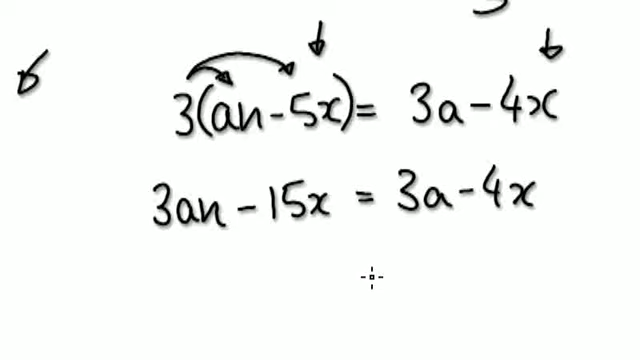 3(an - 5x) = 3a - 4x
3an - 15x = 3a - 4x